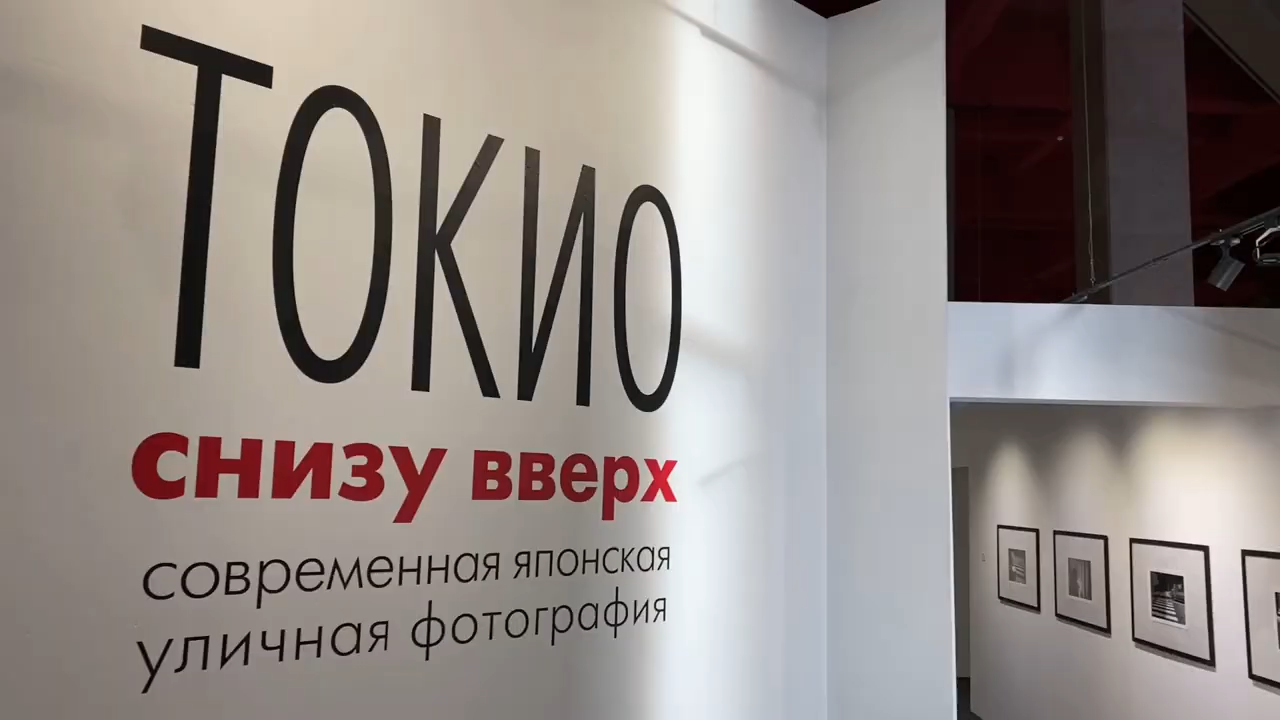 ТОКИО
снизу вверх
современная японская
уличная фотография